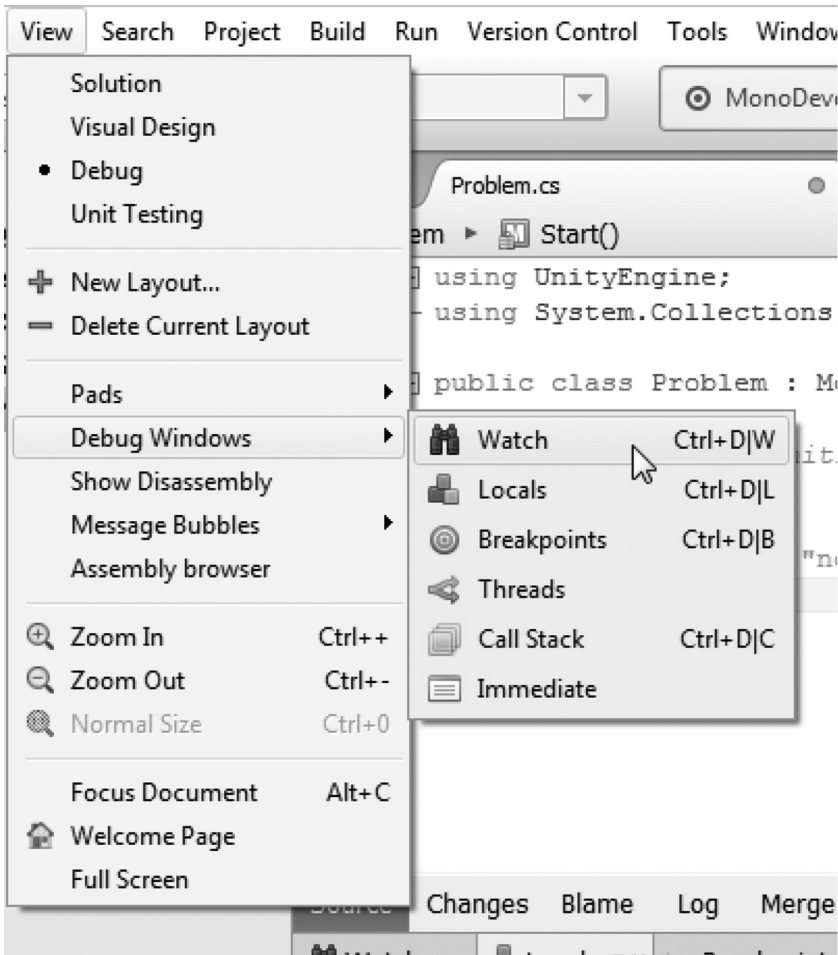 View Search Project Build Run Version Control Tools
Solution
Visual Design
Debug
Unit Testing
New Layout...
Delete Current Layout
Pads
Debug Windows
Show Disassembly
Message Bubbles
Assembly browser
Zoom In Ctrl++
Zoom Out Ctrl+-
Normal Size Ctrl+0
Focus Document Alt+C
Welcome Page
Full Screen
Problem.cs
Start()
using UnityEngine;
using System.Collections
public class Problem :
Watch Ctrl+D|W
Locals Ctrl+D|L
Breakpoints Ctrl+D|B
Threads
Call Stack Ctrl+D|C
Immediate
Source Changes Blame Log Merge